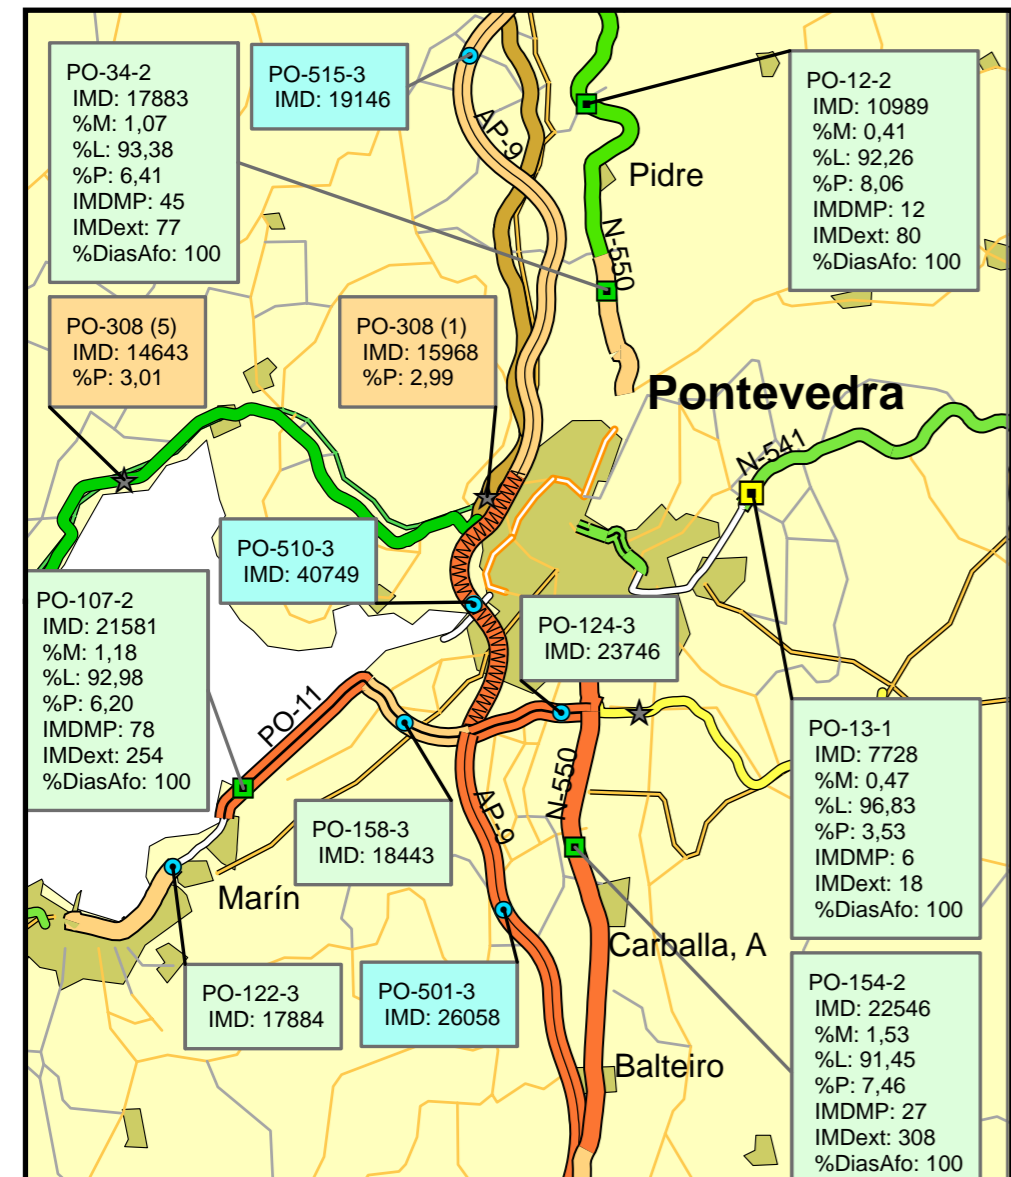 PO-34-2
IMD: 17883
%M: 1,07
%L: 93,38
%P: 6,41
IMDMP: 45
IMDext: 77
%DiasAfo: 100
PO-515-3
IMD: 19146
PO-12-2
IMD: 10989
%M: 0,41
%L: 92,26
%P: 8,06
IMDMP: 12
IMDext: 80
%DiasAfo: 100
AP-9
Pidre
N-550
PO-308 (5)
IMD: 14643
%P: 3,01
PO-308 (1)
IMD: 15968
%P: 2,99
Pontevedra
N-541
PO-510-3
IMD: 40749
PO-107-2
IMD: 21581
%M: 1,18
%L: 92,98
%P: 6,20
IMDMP: 78
IMDext: 254
%DiasAfo: 100
PO-124-3
IMD: 23746
PO-11
PO-13-1
IMD: 7728
%M: 0,47
%L: 96,83
%P: 3,53
IMDMP: 6
IMDext: 18
%DiasAfo: 100
N-550
AP-9
PO-158-3
IMD: 18443
Marín
Carballa, A
PO-122-3
IMD: 17884
PO-501-3
IMD: 26058
PO-154-2
IMD: 22546
%M: 1,53
%L: 91,45
%P: 7,46
IMDMP: 27
IMDext: 308
%DiasAfo: 100
Balteiro